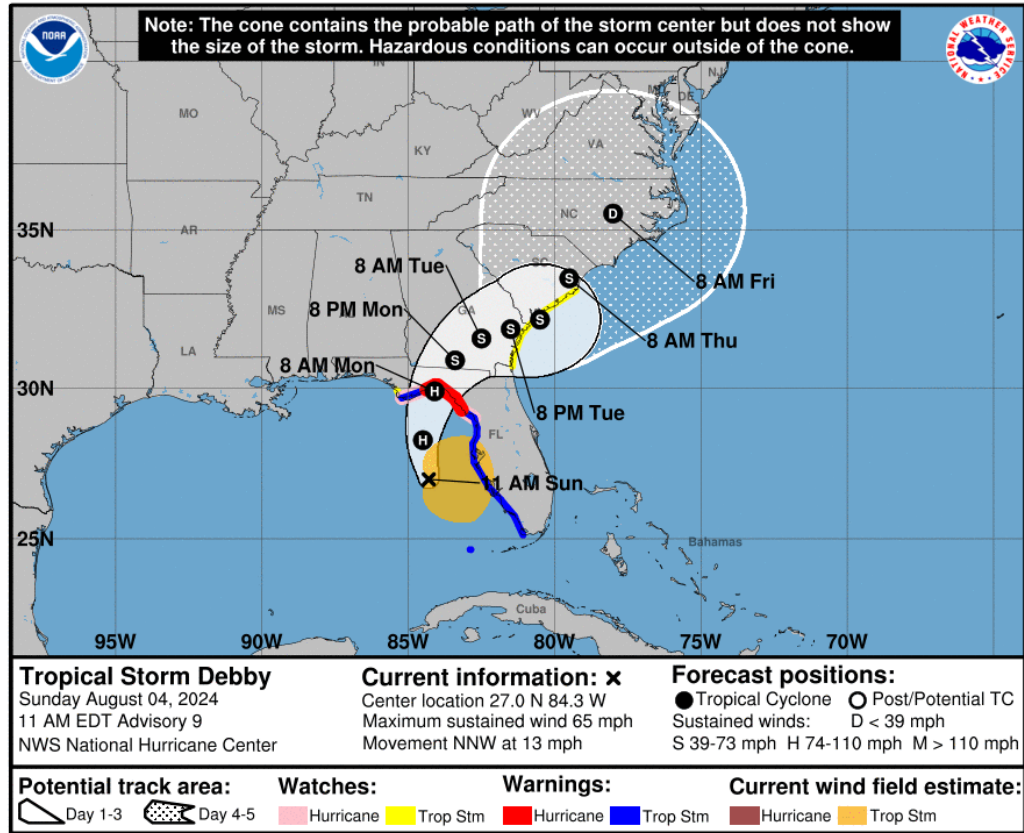 Note: The cone contains the probable path of the storm center but does not show
the size of the storm. Hazardous conditions can occur outside of the cone.
NOAA
NATIONAL WEATHER SERVICE
IN
NJ
MO
WV
DE
KY
VA
TN
NC
D
35N
AR
SC
8 AM Tue
S
8 AM Fri
MS
GA
8 PM Mon
S
S
S
LA
S
8 AM Thu
8 AM Mon
30N
H
8 PM Tue
H
FL
11 AM Sun
25N
Bahamas
Cuba
95W 90W 85W 80W 75W 70W
Tropical Storm Debby
Sunday August 04, 2024
11 AM EDT Advisory 9
NWS National Hurricane Center
Current information: ×
Center location 27.0 N 84.3 W
Maximum sustained wind 65 mph
Movement NNW at 13 mph
Forecast positions:
Tropical Cyclone Post/Potential TC
Sustained winds: D < 39 mph
S 39-73 mph H 74-110 mph M > 110 mph
Potential track area:
Day 1-3 Day 4-5
Watches:
Hurricane Trop Stm
Warnings:
Hurricane Trop Stm
Current wind field estimate:
Hurricane Trop Stm